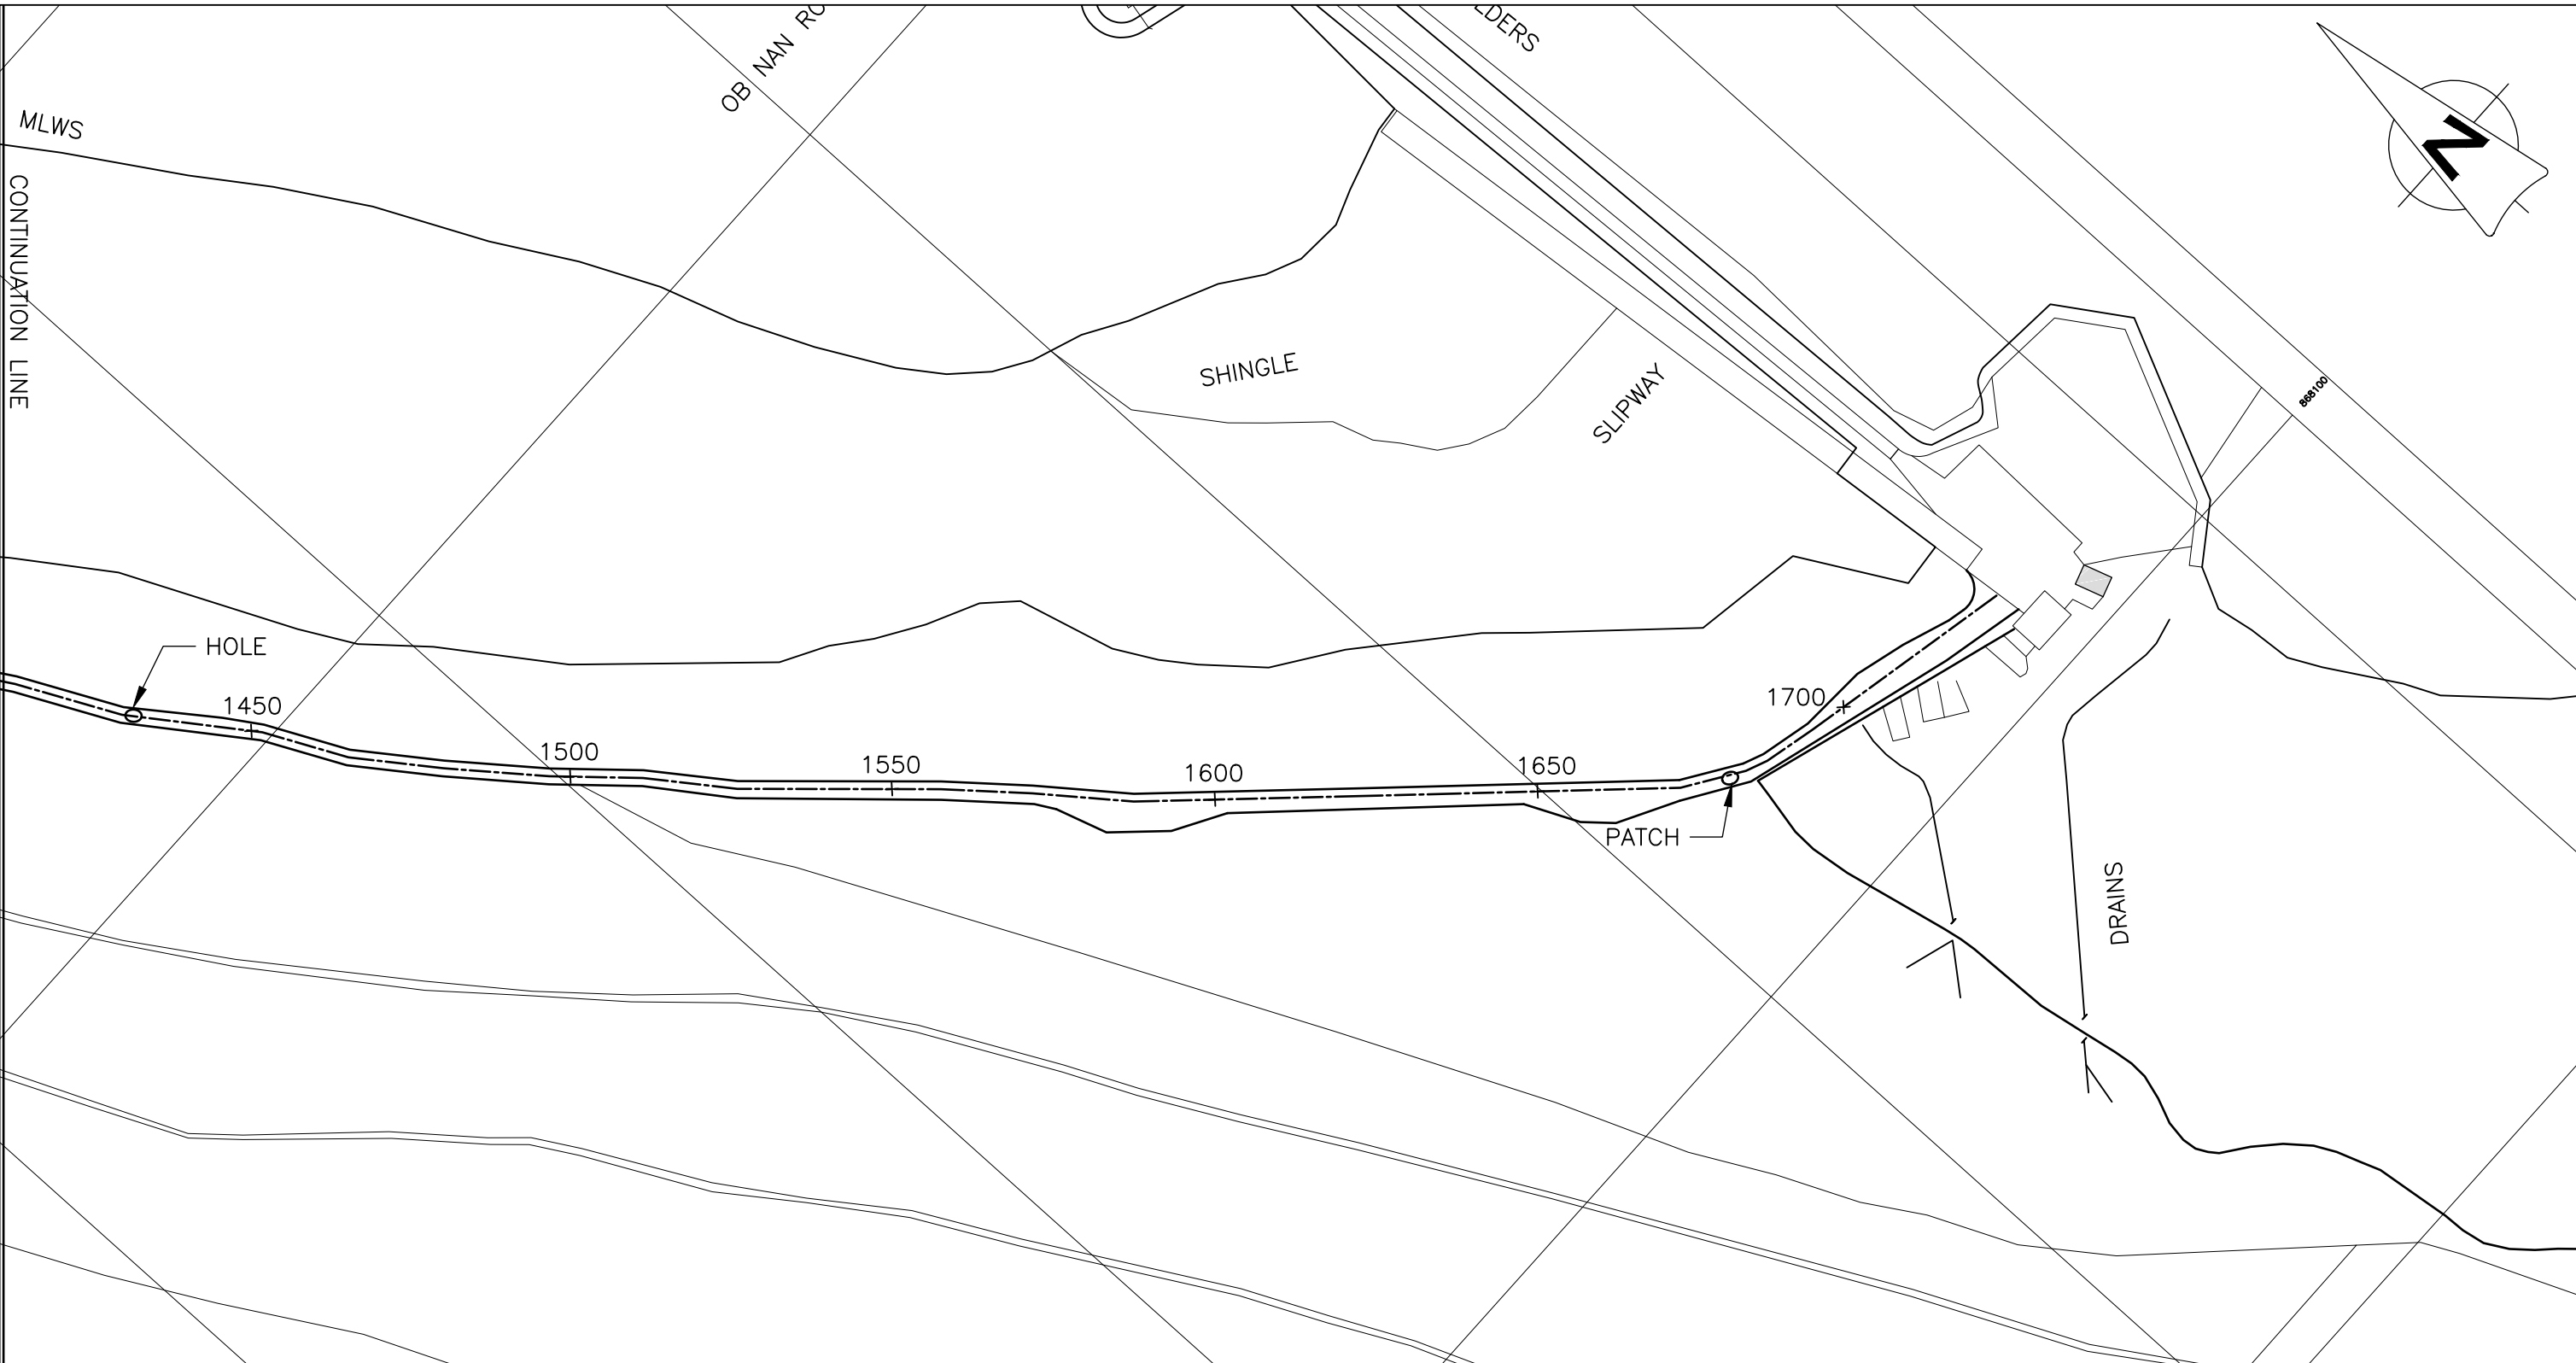 OB NAN
MLWS
CONTINUATION LINE
N
SHINGLE
SLIPWAY
868100
HOLE
1450
1500
1550
1600
1650
1700
PATCH
DRAINS